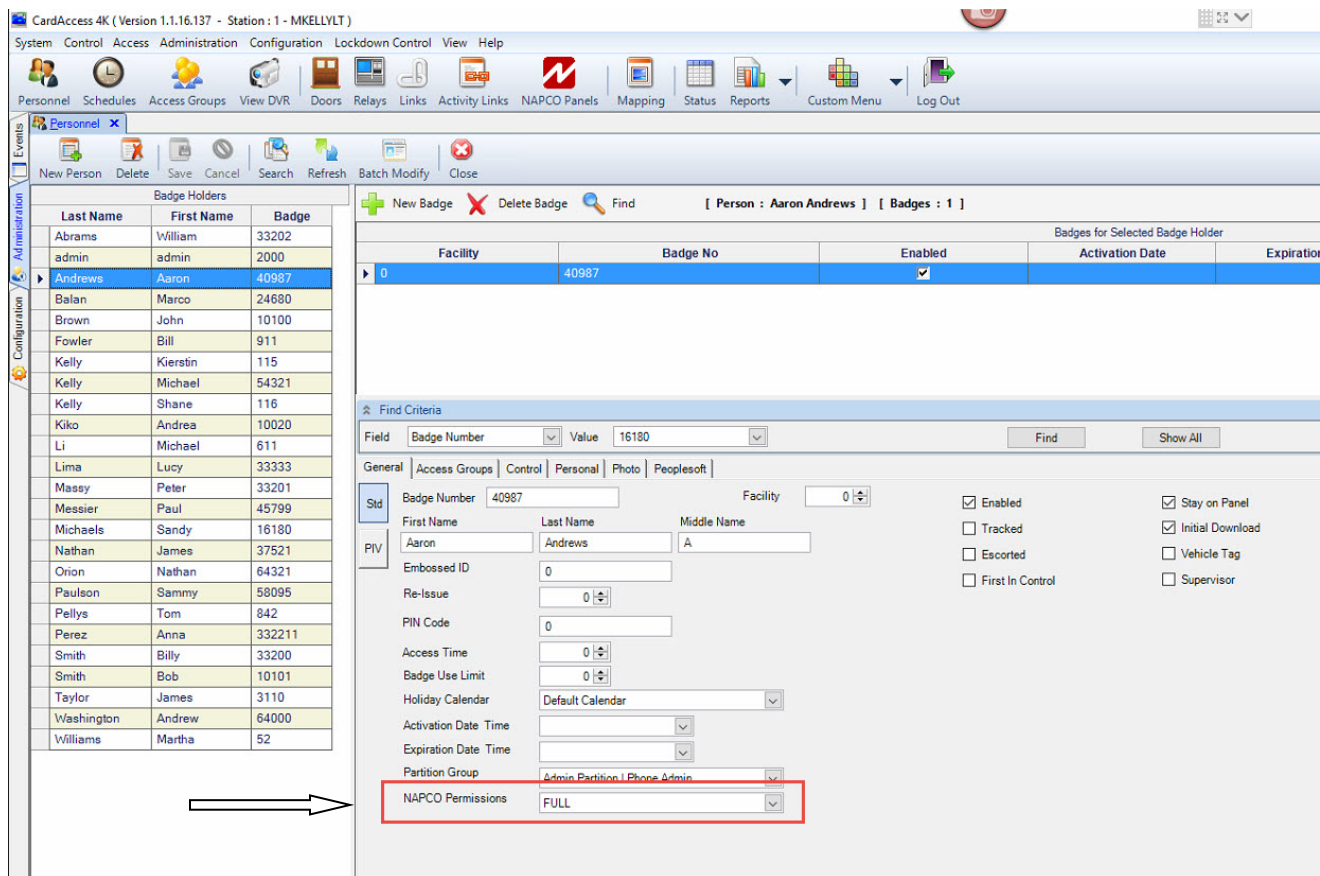 CardAccess 4K ( Version 1.1.16.137 - Station : 1 - MKELLYLT )
System Control Access Administration Configuration Lockdown Control View Help
Personnel Schedules Access Groups View DVR Doors Relays Links Activity Links NAPCO Panels Mapping Status Reports Custom Menu Log Out
Events
Administration
Configuration
Personnel
New Person Delete Save Cancel Search Refresh Batch Modify Close
Badge Holders
Last Name First Name Badge
Abrams William 33202
admin admin 2000
Andrews Aaron 40987
Balan Marco 24680
Brown John 10100
Fowler Bill 911
Kelly Kierstin 115
Kelly Michael 54321
Kelly Shane 116
Kiko Andrea 10020
Li Michael 611
Lima Lucy 33333
Massy Peter 33201
Messier Paul 45799
Michaels Sandy 16180
Nathan James 37521
Orion Nathan 64321
Paulson Sammy 58095
Pellys Tom 842
Perez Anna 332211
Smith Billy 33200
Smith Bob 10101
Taylor James 3110
Washington Andrew 64000
Williams Martha 52
New Badge Delete Badge Find [ Person : Aaron Andrews ] [ Badges : 1 ]
Badges for Selected Badge Holder
Facility Badge No Enabled Activation Date Expiration
0 40987
Find Criteria
Field Badge Number Value 16180 Find Show All
General Access Groups Control Personal Photo Peoplesoft
Std
PIV
Badge Number 40987 Facility 0
First Name Last Name Middle Name
Aaron Andrews A
Embossed ID 0
Re-Issue 0
PIN Code 0
Access Time 0
Badge Use Limit 0
Holiday Calendar Default Calendar
Activation Date Time
Expiration Date Time
Partition Group Admin Partition | Phone Admin
NAPCO Permissions FULL
Enabled Stay on Panel
Tracked Initial Download
Escorted Vehicle Tag
First In Control Supervisor